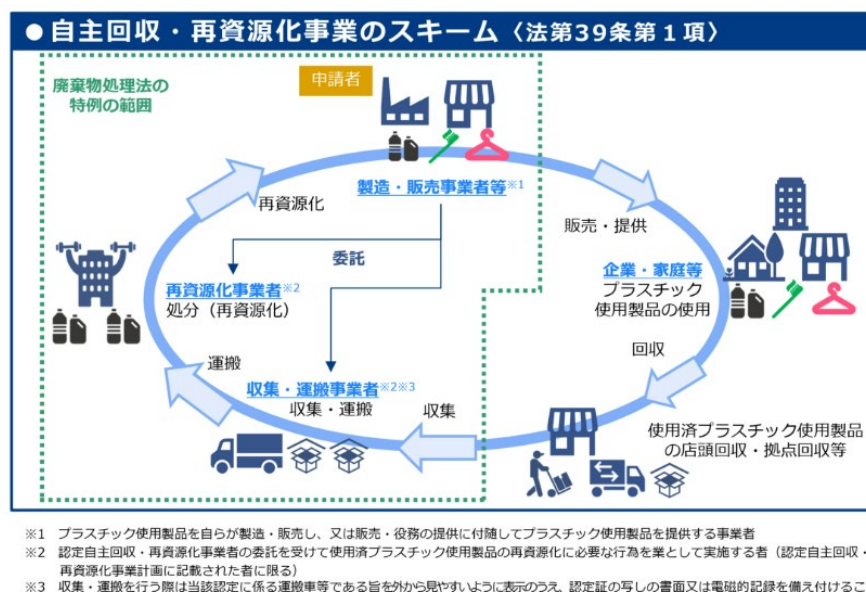 ●自主回収・再資源化事業のスキーム〈法第39条第１項〉
廃棄物処理法の
特例の範囲
申請者
製造・販売事業者等※1
再資源化
販売・提供
委託
企業・家庭等
プラスチック
使用製品の使用
再資源化事業者※2
処分（再資源化）
回収
運搬
収集・運搬事業者※2※3
収集・運搬
収集
使用済プラスチック使用製品
の店頭回収・拠点回収等
※1 プラスチック使用製品を自らが製造・販売し、又は販売・役務の提供に付随してプラスチック使用製品を提供する事業者
※2 認定自主回収・再資源化事業者の委託を受けて使用済プラスチック使用製品の再資源化に必要な行為を業として実施する者（認定自主回収・
再資源化事業計画に記載された者に限る）
※3 収集・運搬を行う際は当該認定に係る運搬車等である旨を外から見やすいように表示のうえ、認定証の写しの書面又は電磁的記録を備え付けるこ